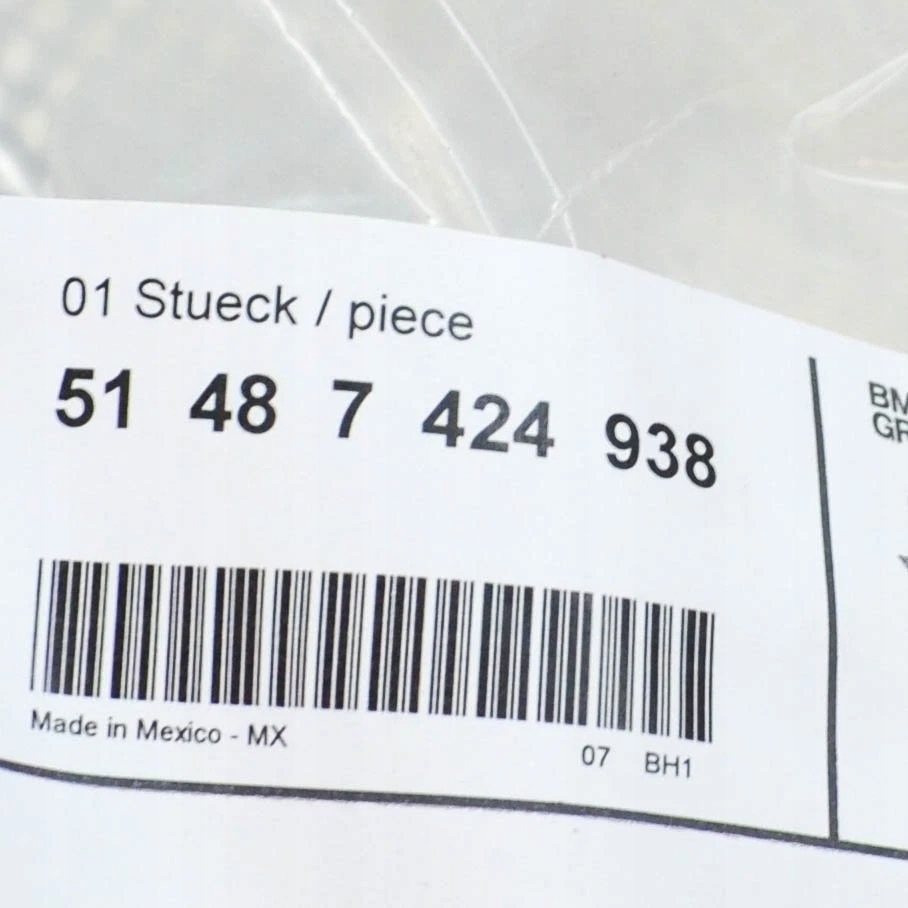 01 Stueck / piece
51 48 7 424 938
Made in Mexico - MX
07 BH1